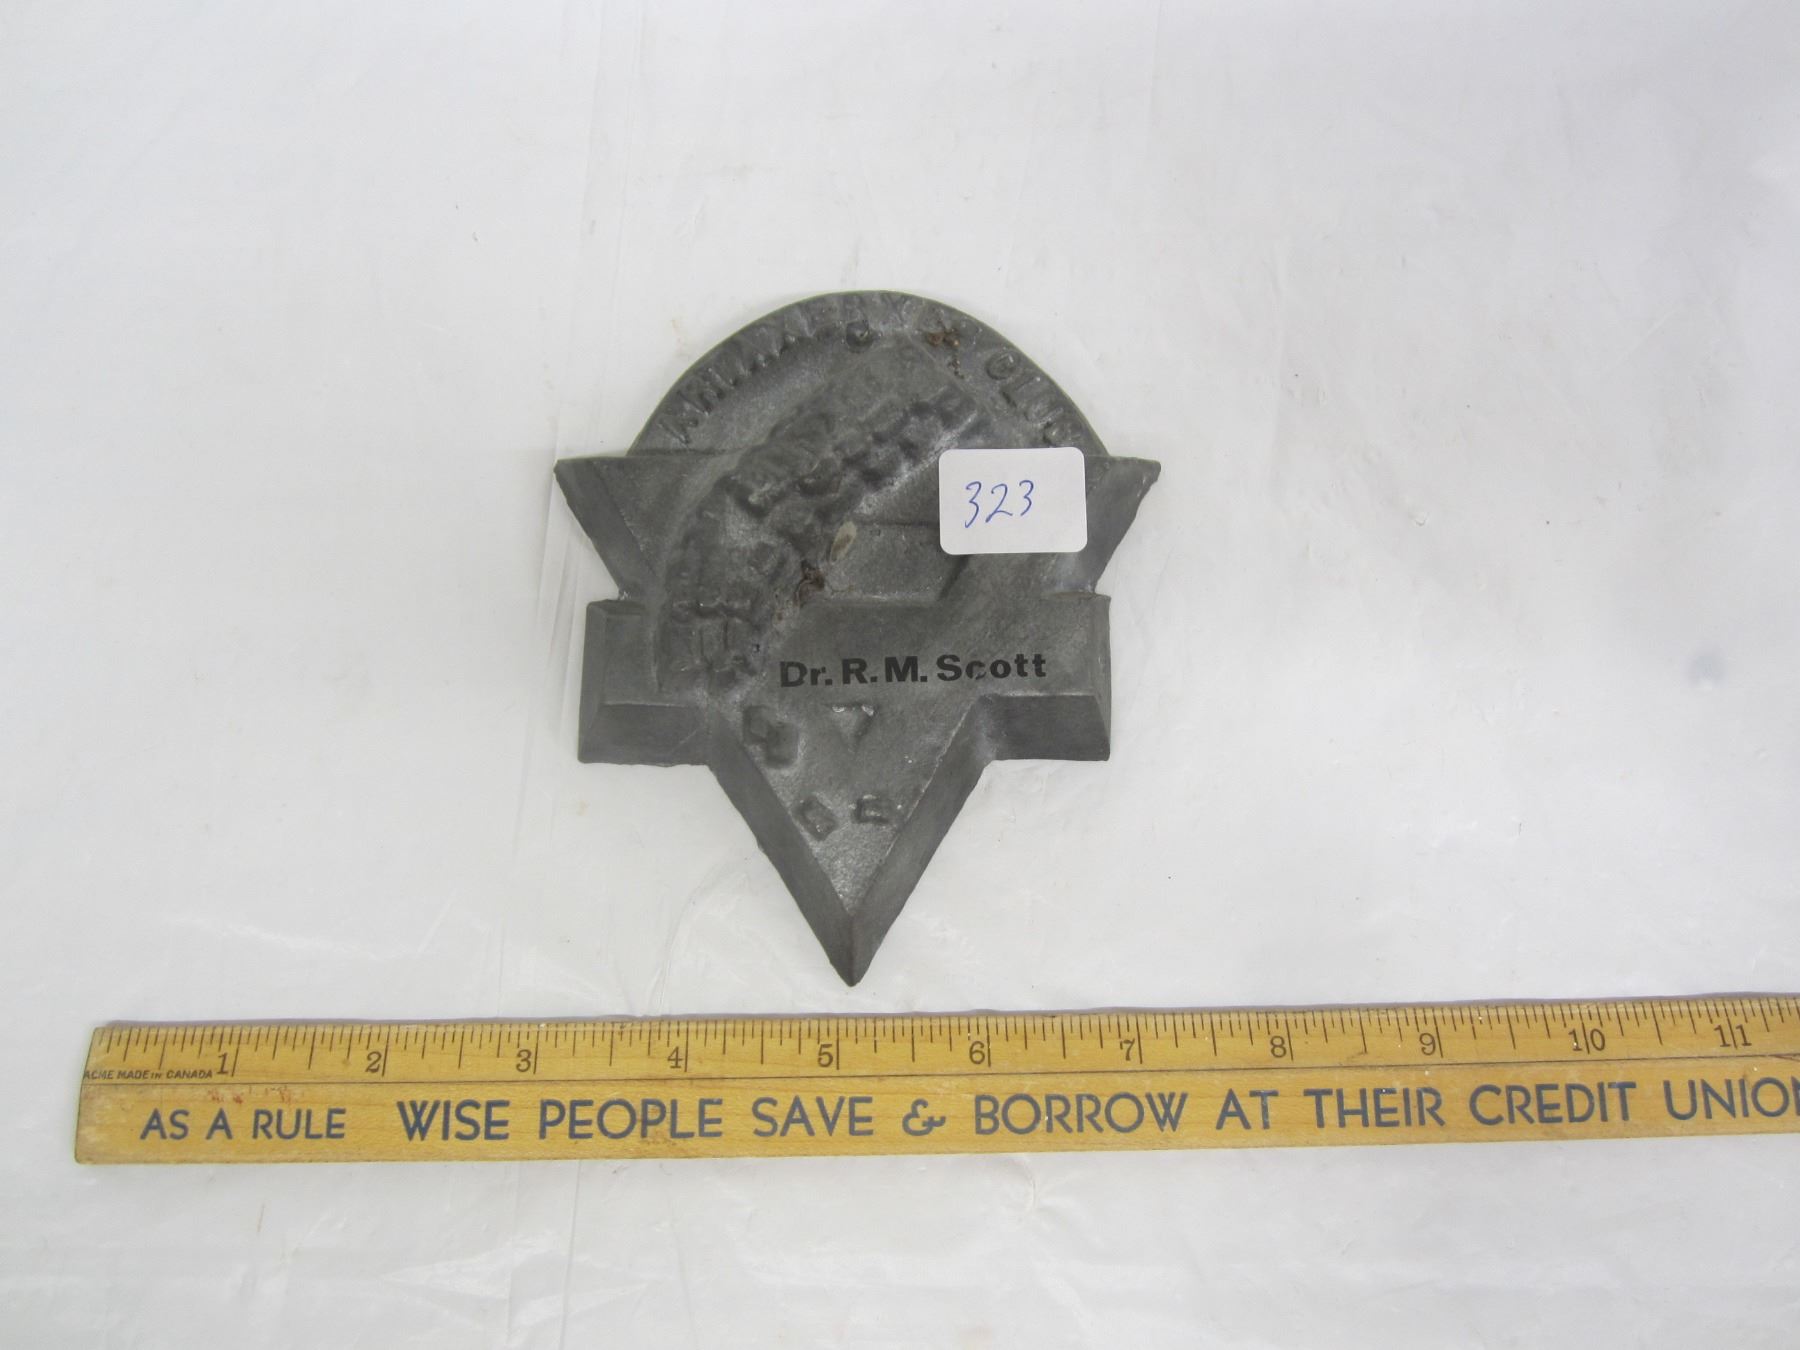 323
Dr. R. M. Scott
1 2 3 4 5 6 7 8 9 10 11
ACME MADE IN CANADA
AS A RULE WISE PEOPLE SAVE & BORROW AT THEIR CREDIT UNION